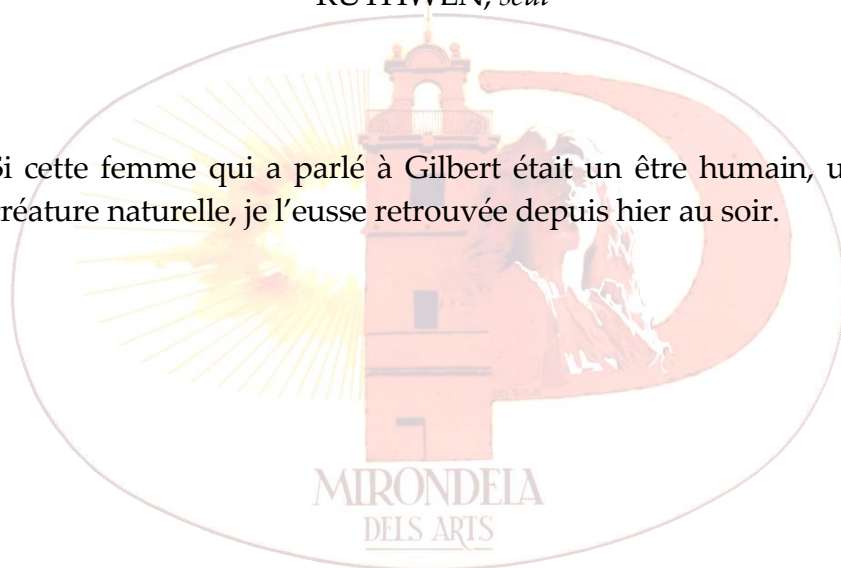 RUTHWEN, seul
Si cette femme qui a parlé à Gilbert était un être humain, u
réature naturelle, je l'eusse retrouvée depuis hier au soir.
MIRONDELA
DELS ARTS